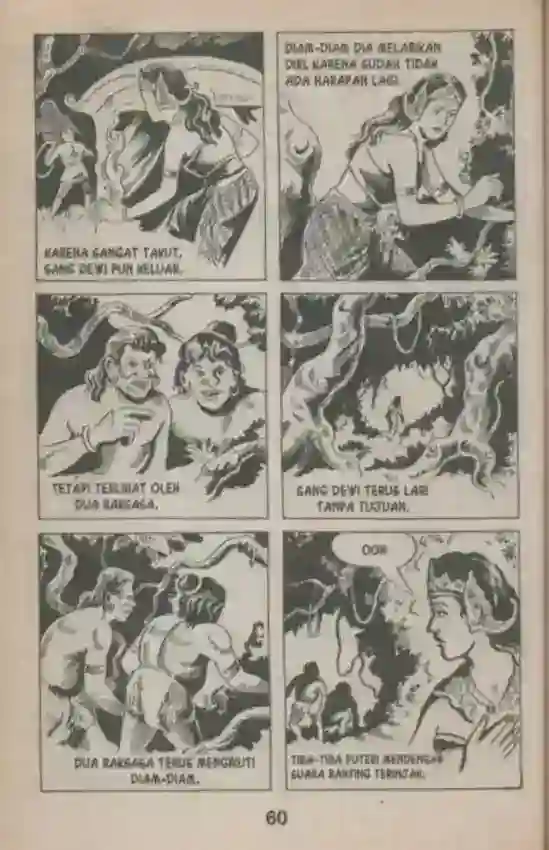 KARENA SANGAT TAKUT,
SANG DEWI PUN KELUAR.
DIAM-DIAM DIA MELARIKAN
DIRI KARENA SUDAH TIDAK
ADA HARAPAN LAGI.
TETAPI TERLIHAT OLEH
DUA RAKSASA.
SANG DEWI TERUS LARI
TANPA TUJUAN.
DUA RAKSASA TERUS MENGIKUTI
DIAM-DIAM.
OOH
TIBA-TIBA PUTERI MENDENGAR
SUARA RANTING TERINJAK.
60